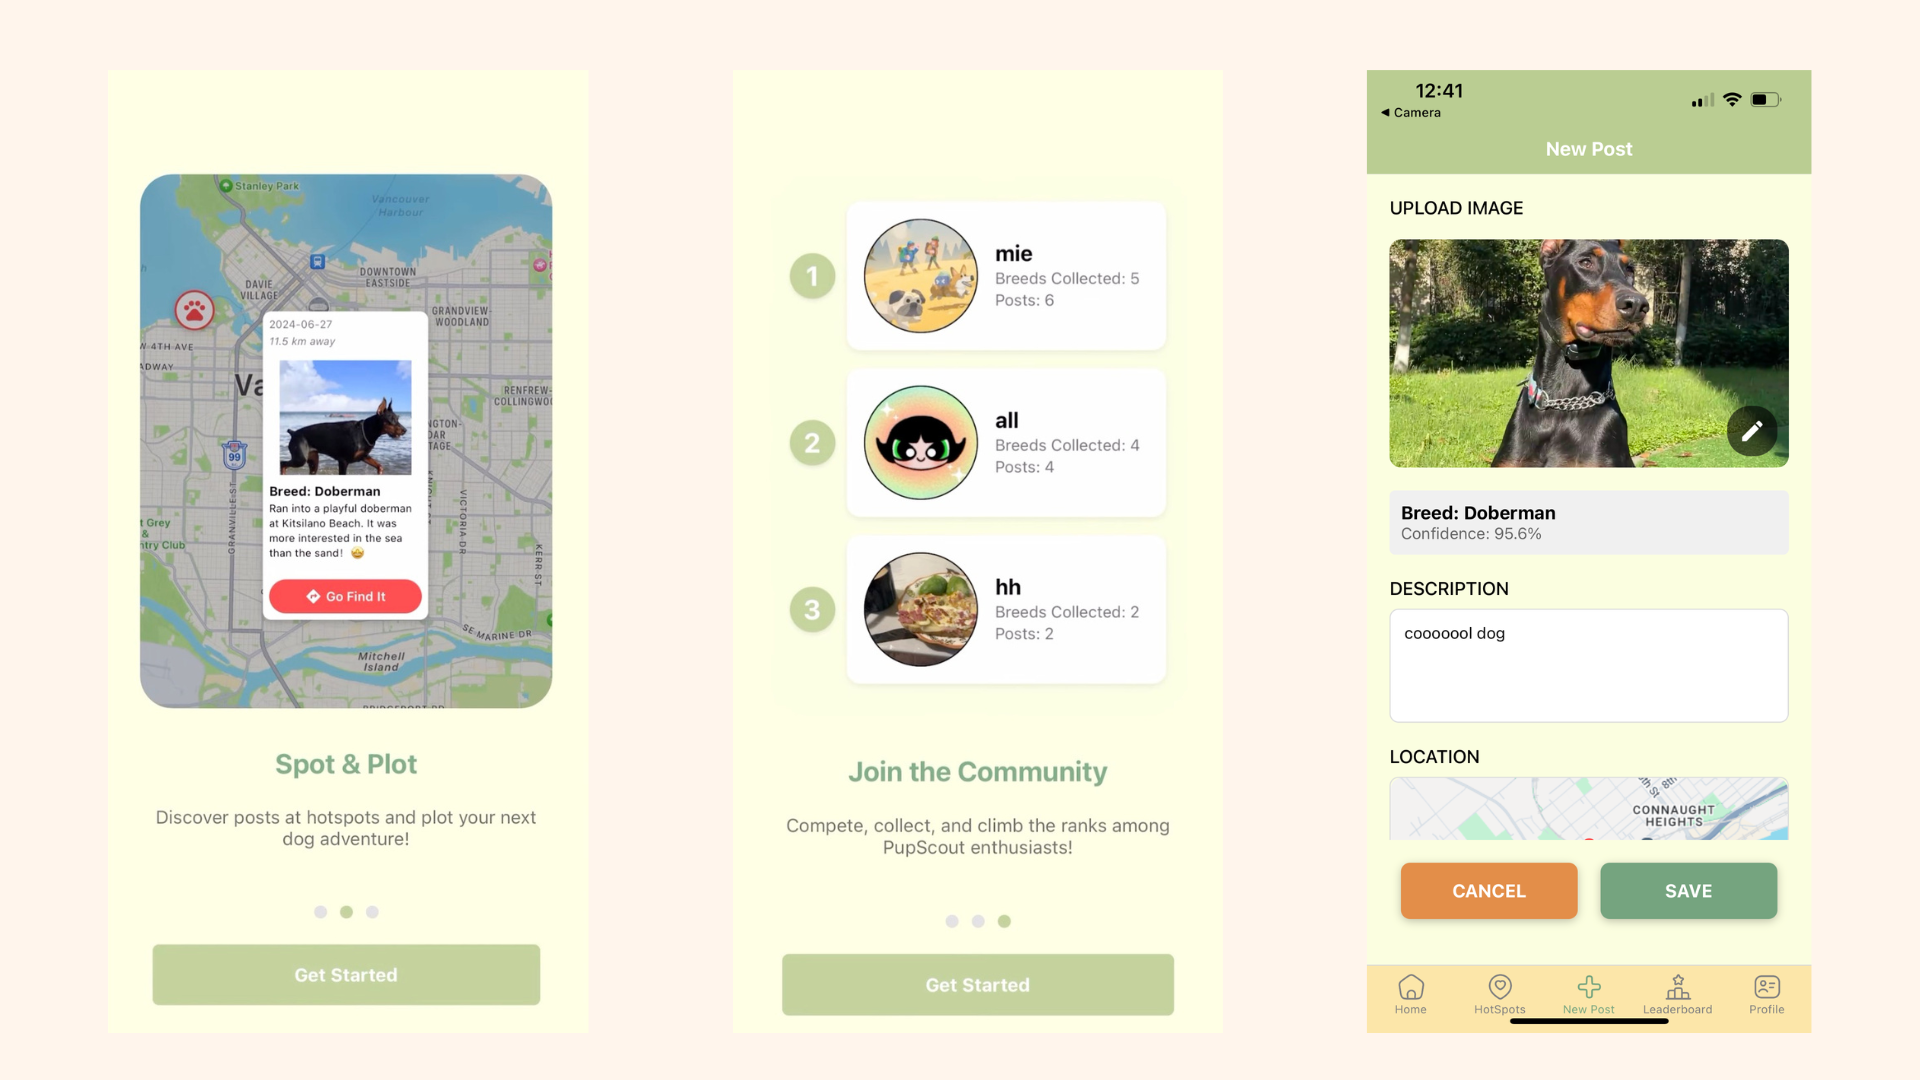 Stanley Park
Vancouver
Harbour
DOWNTOWN
EASTSIDE
DAVIE
VILLAGE
GRANDVIEW-
WOODLAND
2024-06-27
11.5 km away
W 4TH AVE
ADWAY
Va
RENFREW-
COLLINGWO
NGTON-
DAR
TAGE
99
Breed: Doberman
Ran into a playful doberman
at Kitsilano Beach. It was
more interested in the sea
than the sand! 🤩
Go Find It
t Grey
&
ntry Club
GRANVILLE ST
VICTORIA DR
KERR ST
SE MARINE DR
Mitchell
Island
BRIDGEPORT RD
Spot & Plot
Discover posts at hotspots and plot your next
dog adventure!
Get Started
1
mie
Breeds Collected: 5
Posts: 6
2
all
Breeds Collected: 4
Posts: 4
3
hh
Breeds Collected: 2
Posts: 2
Join the Community
Compete, collect, and climb the ranks among
PupScout enthusiasts!
Get Started
12:41
◀ Camera
New Post
UPLOAD IMAGE
Breed: Doberman
Confidence: 95.6%
DESCRIPTION
cooooool dog
LOCATION
8th
CONNAUGHT
HEIGHTS
CANCEL
SAVE
Home
HotSpots
New Post
Leaderboard
Profile